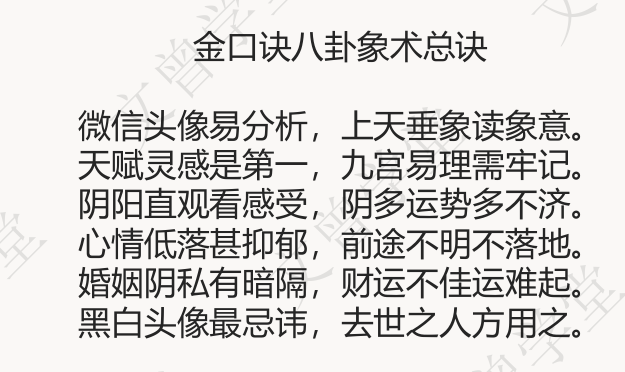 金口诀八卦象术总诀
微信头像易分析，上天垂象读象意。
天赋灵感是第一，九宫易理需牢记。
阴阳直观看感受，阴多运势多不济。
心情低落甚抑郁，前途不明不落地。
婚姻阴私有暗隔，财运不佳运难起。
黑白头像最忌讳，去世之人方用之。
文曾学堂